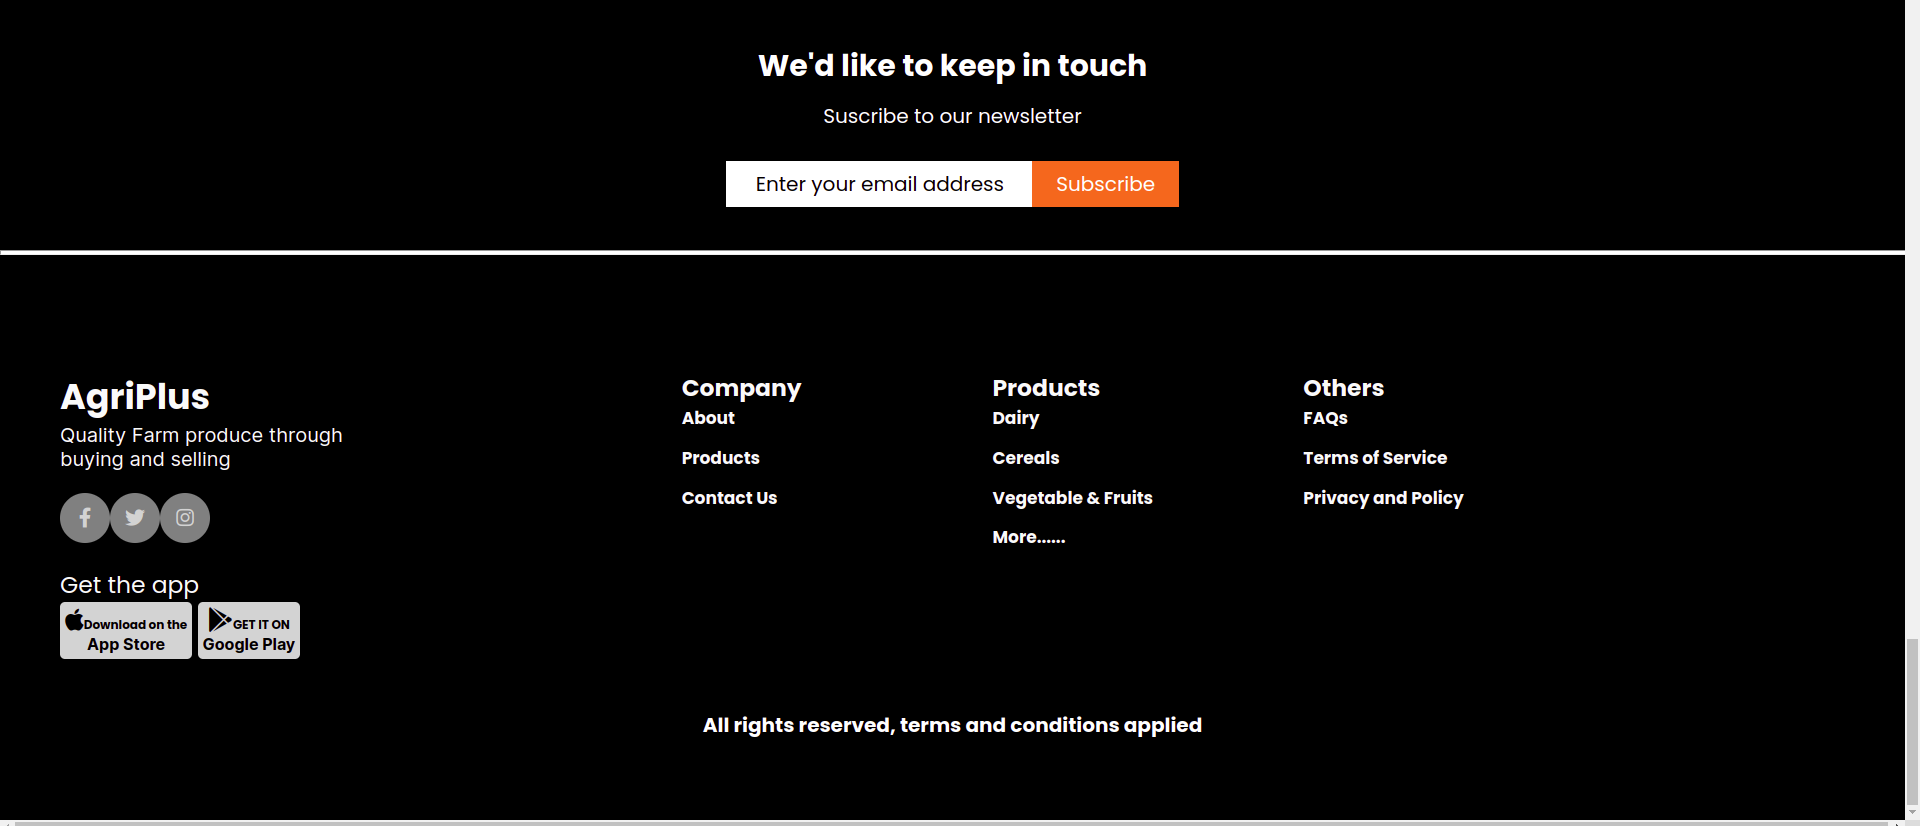 We'd like to keep in touch
Suscribe to our newsletter
Enter your email address
Subscribe
AgriPlus
Quality Farm produce through
buying and selling
Get the app
Download on the
App Store
GET IT ON
Google Play
Company
About
Products
Contact Us
Products
Dairy
Cereals
Vegetable & Fruits
More......
Others
FAQs
Terms of Service
Privacy and Policy
All rights reserved, terms and conditions applied